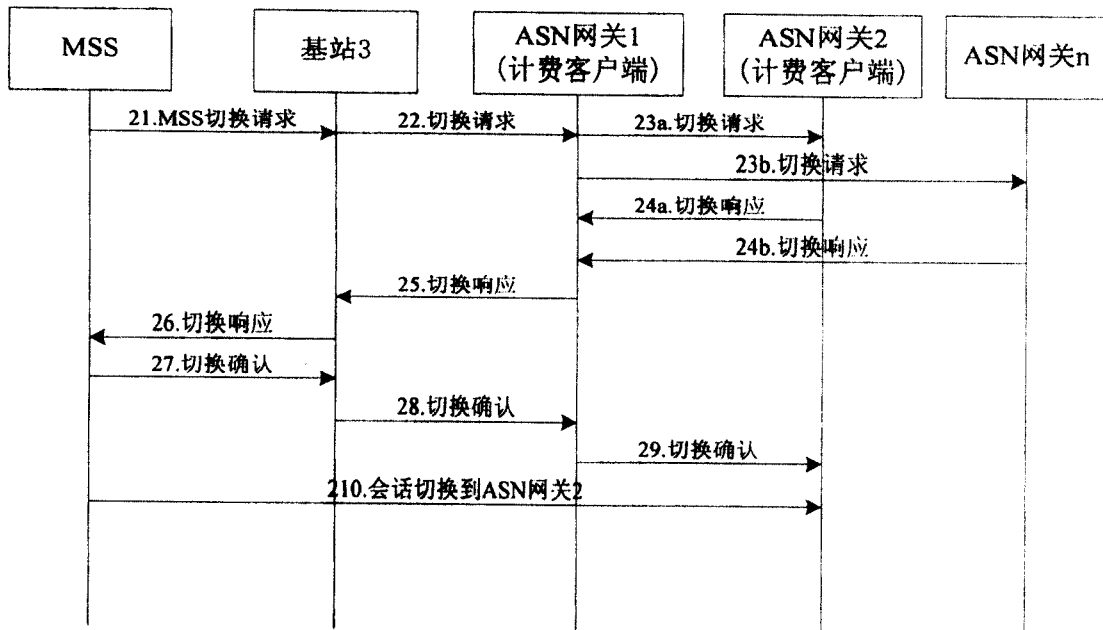 MSS
基站3
ASN网关1
(计费客户端)
ASN网关2
(计费客户端)
ASN网关n
21.MSS切换请求
22.切换请求
23a.切换请求
23b.切换请求
24a.切换响应
24b.切换响应
25.切换响应
26.切换响应
27.切换确认
28.切换确认
29.切换确认
210.会话切换到ASN网关2